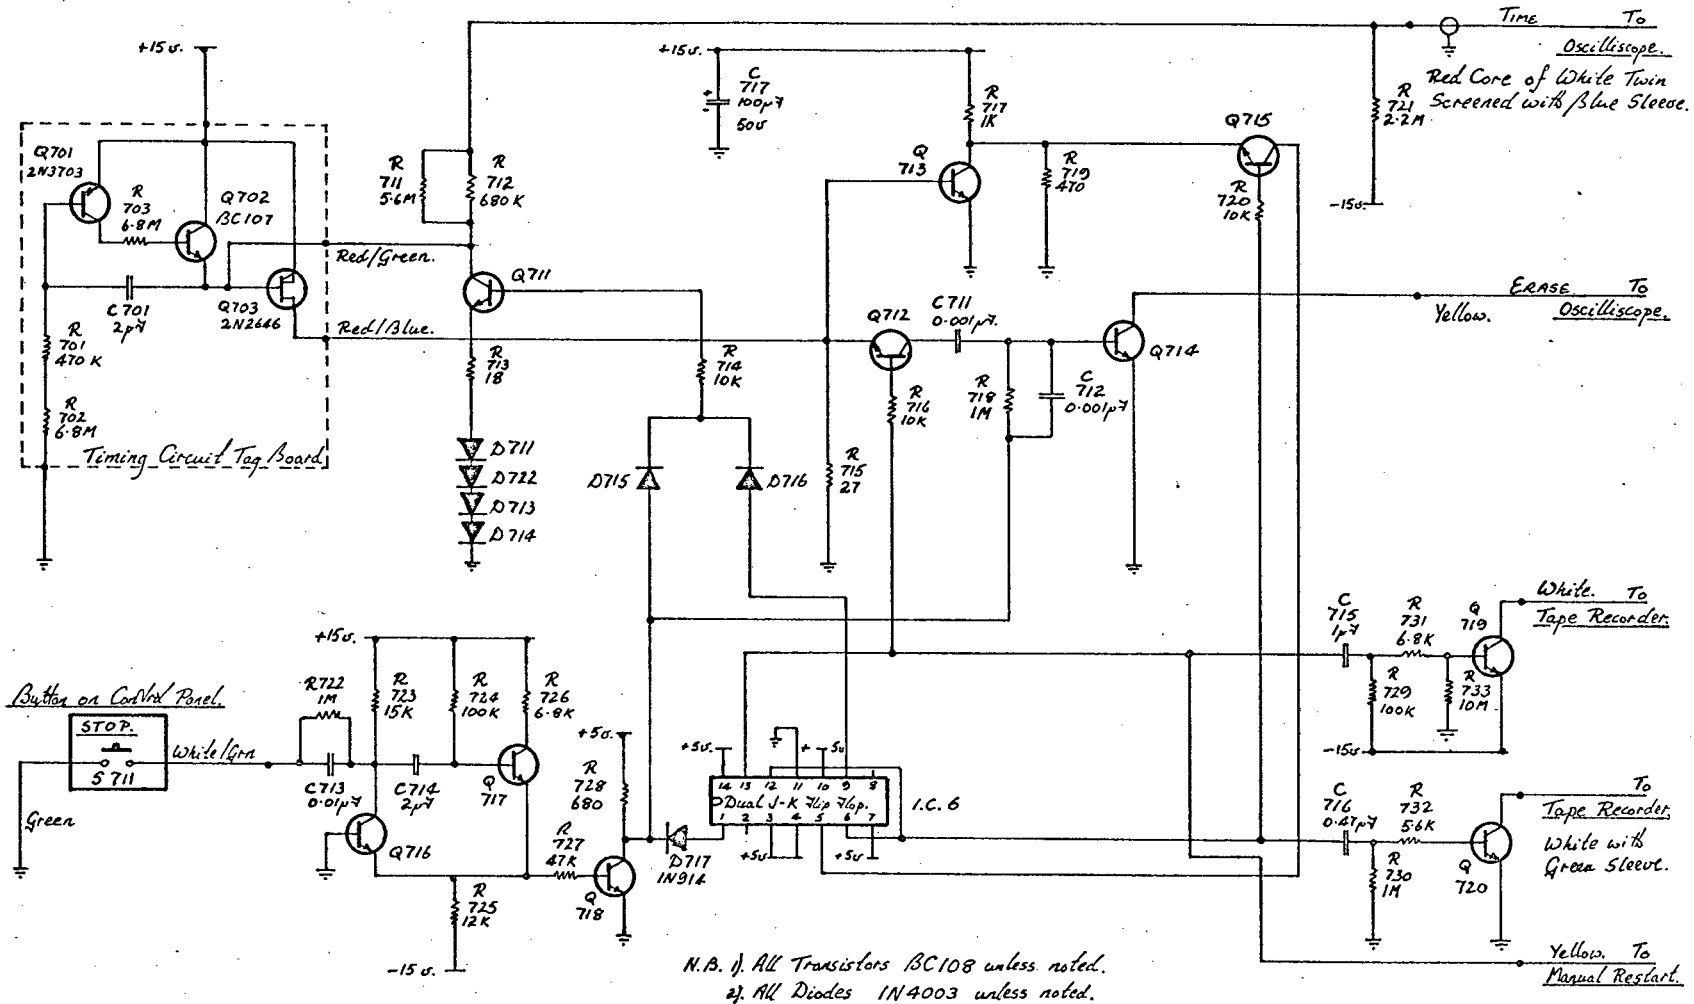 TIME To
Oscilliscope.
Red Core of White Twin
Screened with Blue Sleeve.
+15v.
+15v.
C
717
100µF
50v
R
717
1K
R
721
2.2M
-15v.
Q715
Q701
2N3703
R
703
6.8M
Q702
BC107
R
711
5.6M
R
712
680K
Q
713
R
719
470
R
720
10K
Red/Green.
C701
2µF
Q703
2N2646
Q711
Red/Blue.
Q712
C711
0.001µF.
Q714
ERASE To
Yellow.
Oscilliscope.
R
701
470K
R
702
6.8M
Timing Circuit Tag Board
R
713
18
R
714
10K
R
716
10K
R
718
1M
C
712
0.001µF
D711
D722
D713
D714
D715
D716
R
715
27
White. To
Tape Recorder.
C
715
1µF
R
731
6.8K
Q
719
R
729
100K
R
733
10M
-15v
+15v.
Button on Control Panel.
STOP.
S711
White/Grn
Green
R722
1M
C713
0.01µF
R
723
15K
C714
2µF
R
724
100K
R
726
6.8K
Q
717
Q716
R
725
12K
-15v.
R
727
47K
Q
718
+5v.
R
728
680
D717
1N914
+5v.
+ 5v
14 13 12 11 10 9 8
Dual J-K Flip Flop.
1 2 3 4 5 6 7
I.C. 6
+5v
+5v.
C
716
0.47µF
R
732
5.6K
R
730
1M
Q
720
To
Tape Recorder,
White with
Green Sleeve.
Yellow. To
Manual Restart.
N.B. 1). All Transistors BC108 unless noted.
2). All Diodes 1N4003 unless noted.